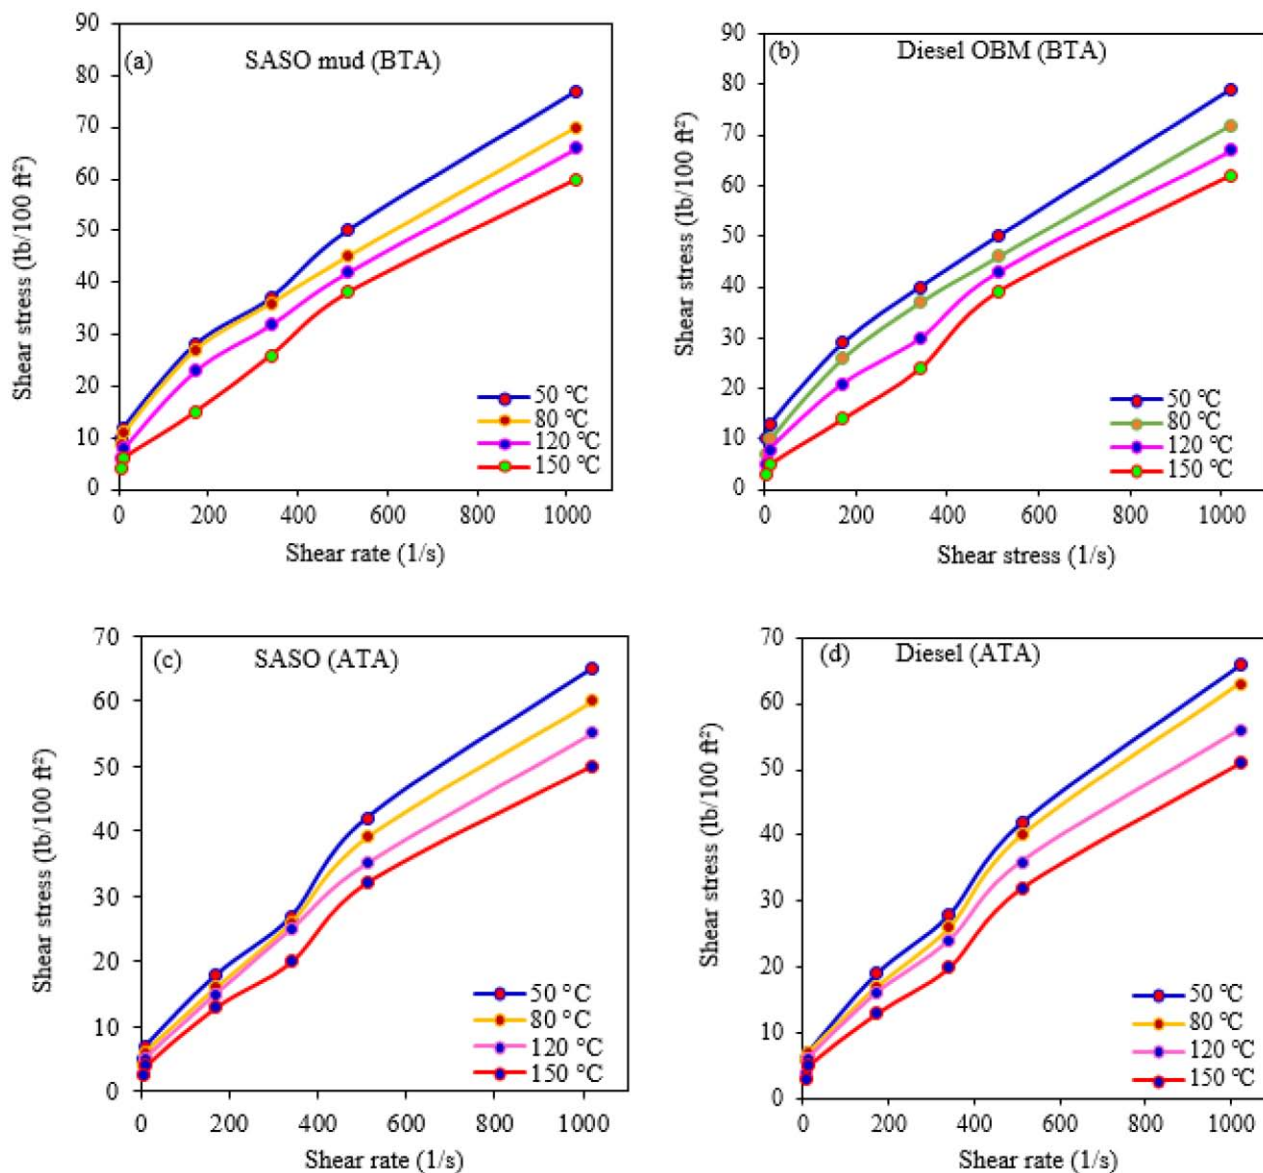 (a) SASO mud (BTA)
Shear stress (lb/100 ft²)
90
80
70
60
50
40
30
20
10
0
0 200 400 600 800 1000
Shear rate (1/s)
50 °C
80 °C
120 °C
150 °C
(b) Diesel OBM (BTA)
Shear stress (lb/100 ft²)
90
80
70
60
50
40
30
20
10
0
0 200 400 600 800 1000
Shear stress (1/s)
50 °C
80 °C
120 °C
150 °C
(c) SASO (ATA)
Shear stress (lb/100 ft²)
70
60
50
40
30
20
10
0
0 200 400 600 800 1000
Shear rate (1/s)
50 °C
80 °C
120 °C
150 °C
(d) Diesel (ATA)
Shear stress (lb/100 ft²)
70
60
50
40
30
20
10
0
0 200 400 600 800 1000
Shear rate (1/s)
50 °C
80 °C
120 °C
150 °C